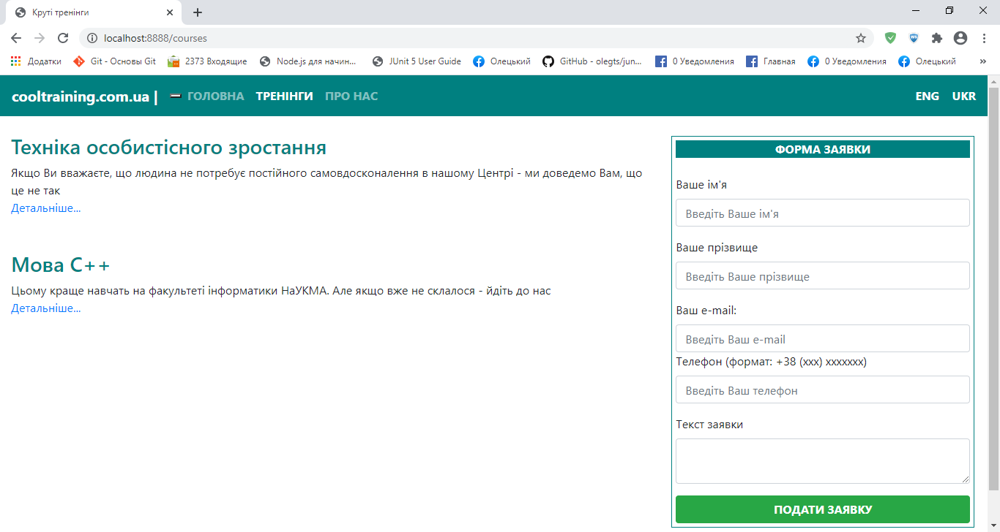 Круті тренінги
localhost:8888/courses
Додатки
Git - Основы Git
2373 Входящие
Node.js для начин...
JUnit 5 User Guide
Олецький
GitHub - olegts/jun...
0 Уведомления
Главная
0 Уведомления
Олецький
»
cooltraining.com.ua |
ГОЛОВНА
ТРЕНІНГИ
ПРО НАС
ENG
UKR
Техніка особистісного зростання
Якщо Ви вважаєте, що людина не потребує постійного самовдосконалення в нашому Центрі - ми доведемо Вам, що
це не так
Детальніше...
Мова С++
Цьому краще навчать на факультеті інформатики НаУКМА. Але якщо вже не склалося - йдіть до нас
Детальніше...
ФОРМА ЗАЯВКИ
Ваше ім'я
Введіть Ваше ім'я
Ваше прізвище
Введіть Ваше прізвище
Ваш e-mail:
Введіть Ваш e-mail
Телефон (формат: +38 (xxx) xxxxxxx)
Введіть Ваш телефон
Текст заявки
ПОДАТИ ЗАЯВКУ